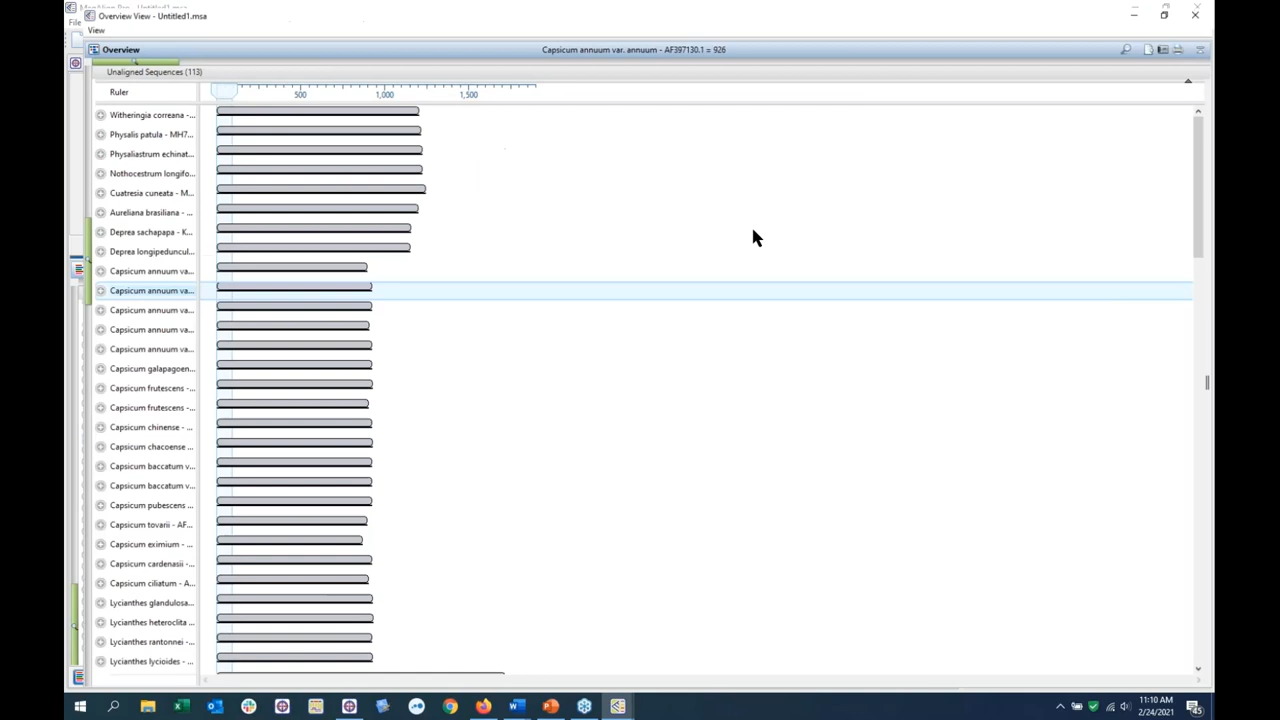 Overview View - Untitled1.msa
File
View
Overview
Capsicum annuum var. annuum - AF397130.1 = 926
Unaligned Sequences (113)
Ruler
500
1,000
1,500
Witheringia correana -...
Physalis patula - MH7...
Physaliastrum echinat...
Nothocestrum longifo...
Cuatresia cuneata - M...
Aureliana brasiliana - ...
Deprea sachapapa - K...
Deprea longipeduncul...
Capsicum annuum va...
Capsicum annuum va...
Capsicum annuum va...
Capsicum annuum va...
Capsicum annuum va...
Capsicum galapagoen...
Capsicum frutescens -...
Capsicum frutescens -...
Capsicum chinense - ...
Capsicum chacoense ...
Capsicum baccatum v...
Capsicum baccatum v...
Capsicum pubescens ...
Capsicum tovarii - AF...
Capsicum eximium - ...
Capsicum cardenasii - ...
Capsicum ciliatum - A...
Lycianthes glandulosa...
Lycianthes heteroclita ...
Lycianthes rantonnei -...
Lycianthes lycioides - ...
11:10 AM
2/24/2021
45